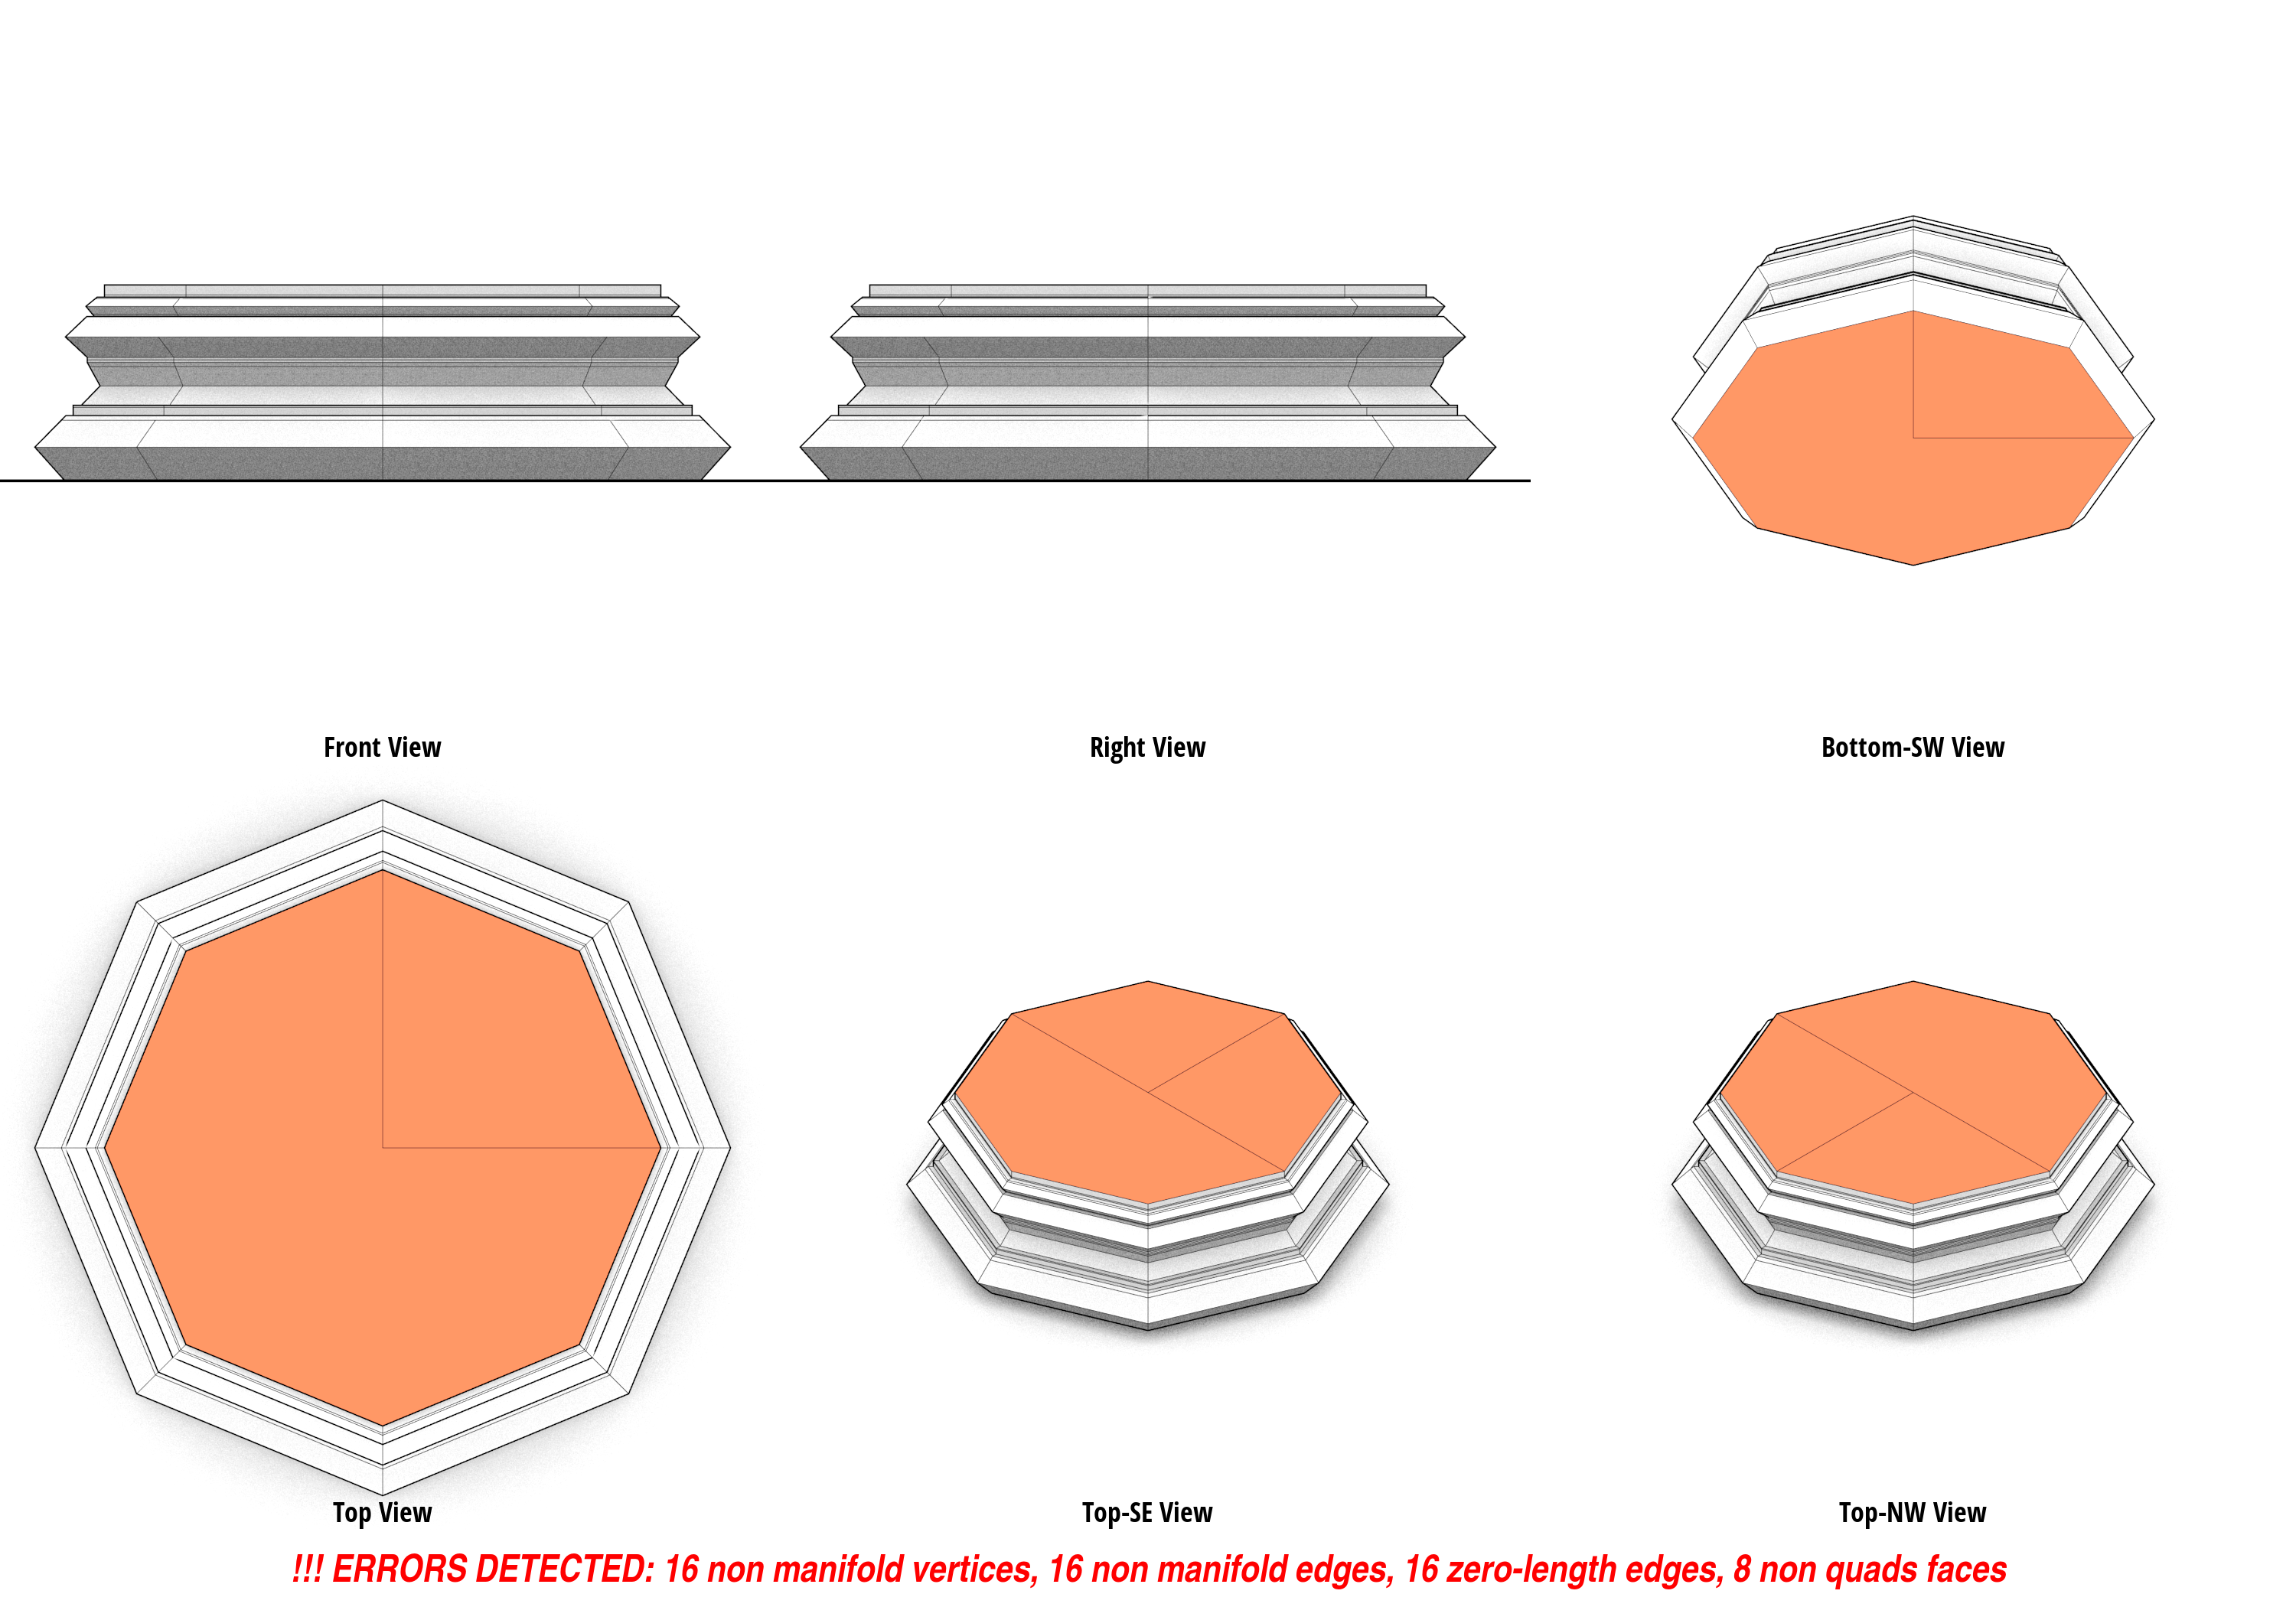 Front View
Right View
Bottom-SW View
Top View
Top-SE View
Top-NW View
!!! ERRORS DETECTED: 16 non manifold vertices, 16 non manifold edges, 16 zero-length edges, 8 non quads faces